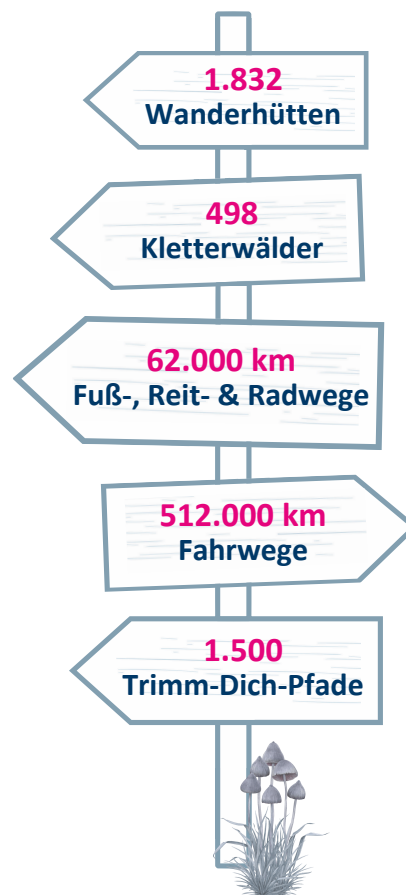 1.832
Wanderhütten
498
Kletterwälder
62.000 km
Fuß-, Reit- & Radwege
512.000 km
Fahrwege
1.500
Trimm-Dich-Pfade